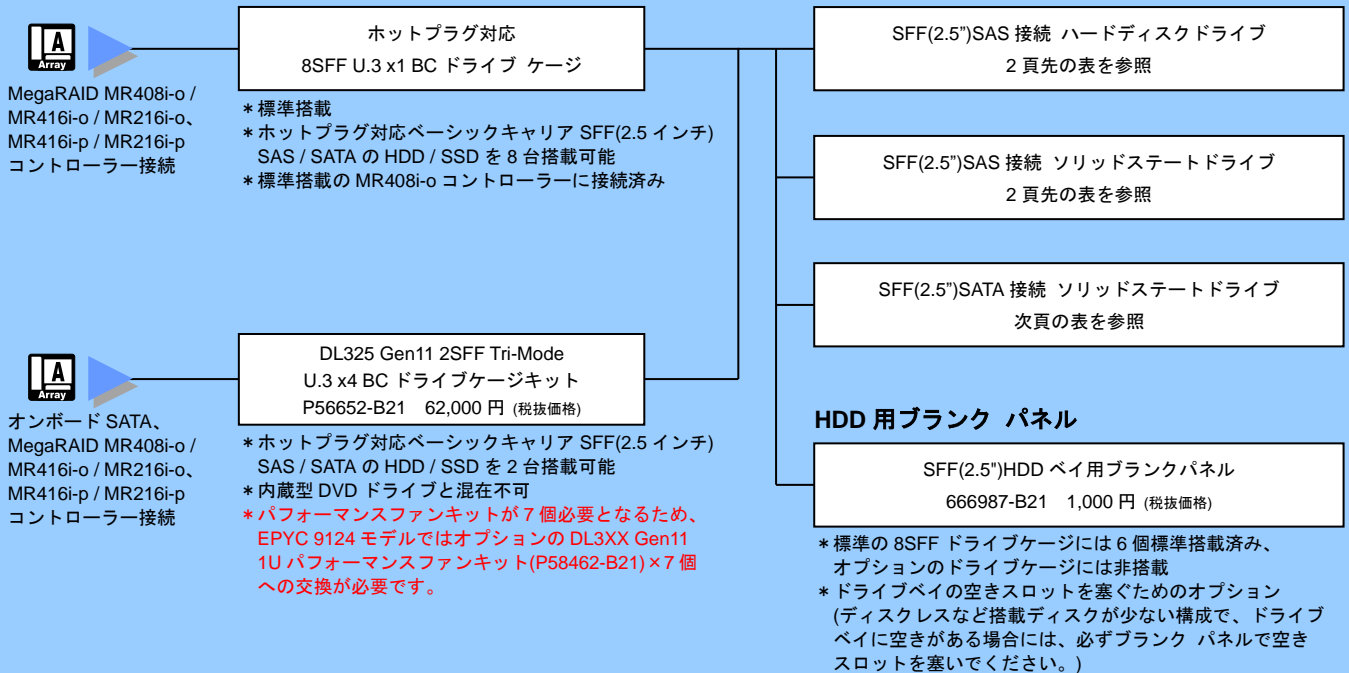 A
Array
MegaRAID MR408i-o /
MR416i-o / MR216i-o、
MR416i-p / MR216i-p
コントローラー接続
ホットプラグ対応
8SFF U.3 x1 BC ドライブ ケージ
＊標準搭載
＊ホットプラグ対応ベーシックキャリア SFF(2.5 インチ)
SAS / SATA の HDD / SSD を 8 台搭載可能
＊標準搭載の MR408i-o コントローラーに接続済み
SFF(2.5”)SAS 接続 ハードディスクドライブ
2 頁先の表を参照
SFF(2.5”)SAS 接続 ソリッドステートドライブ
2 頁先の表を参照
SFF(2.5”)SATA 接続 ソリッドステートドライブ
次頁の表を参照
A
Array
オンボード SATA、
MegaRAID MR408i-o /
MR416i-o / MR216i-o、
MR416i-p / MR216i-p
コントローラー接続
DL325 Gen11 2SFF Tri-Mode
U.3 x4 BC ドライブケージキット
P56652-B21 62,000 円 (税抜価格)
＊ホットプラグ対応ベーシックキャリア SFF(2.5 インチ)
SAS / SATA の HDD / SSD を 2 台搭載可能
＊内蔵型 DVD ドライブと混在不可
＊パフォーマンスファンキットが 7 個必要となるため、
EPYC 9124 モデルではオプションの DL3XX Gen11
1U パフォーマンスファンキット(P58462-B21)×7 個
への交換が必要です。
HDD 用ブランク パネル
SFF(2.5”)HDD ベイ用ブランクパネル
666987-B21 1,000 円 (税抜価格)
＊標準の 8SFF ドライブケージには 6 個標準搭載済み、
オプションのドライブケージには非搭載
＊ドライブベイの空きスロットを塞ぐためのオプション
(ディスクレスなど搭載ディスクが少ない構成で、ドライブ
ベイに空きがある場合には、必ずブランク パネルで空き
スロットを塞いでください。)